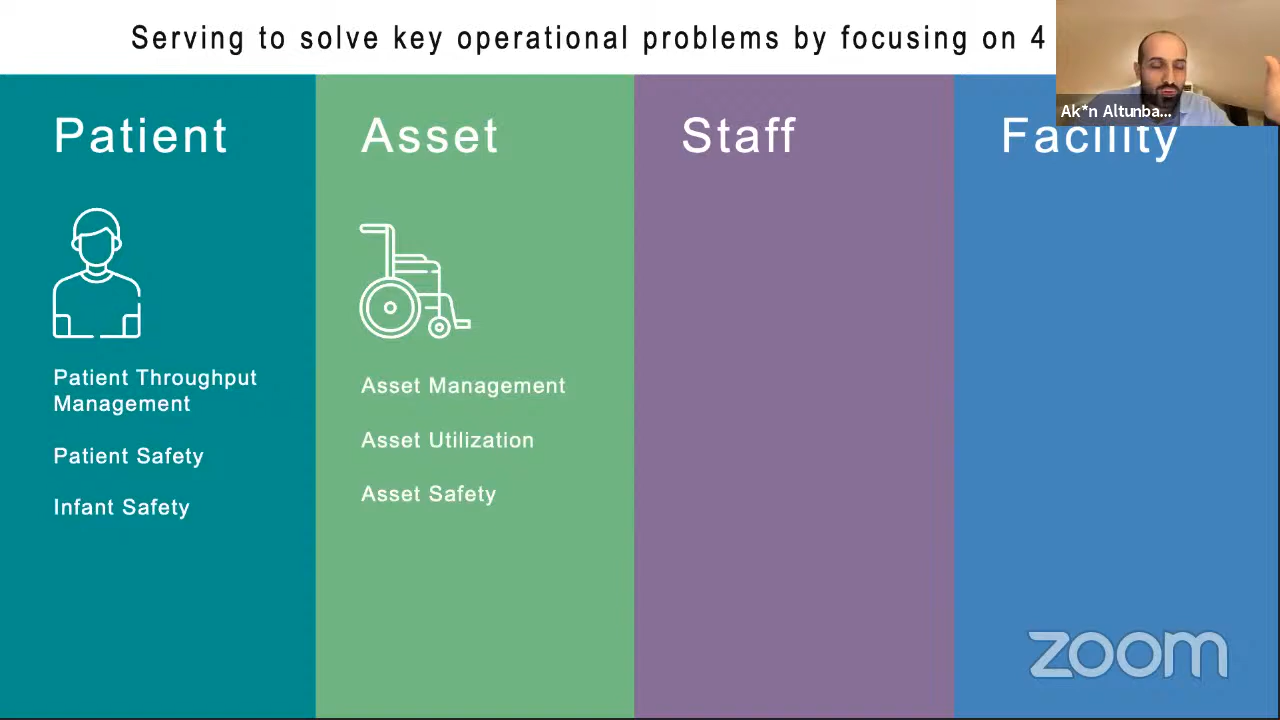 Serving to solve key operational problems by focusing on 4
Ak*n Altunba...
Patient
Asset
Staff
Facility
Patient Throughput
Management
Patient Safety
Infant Safety
Asset Management
Asset Utilization
Asset Safety
zoom